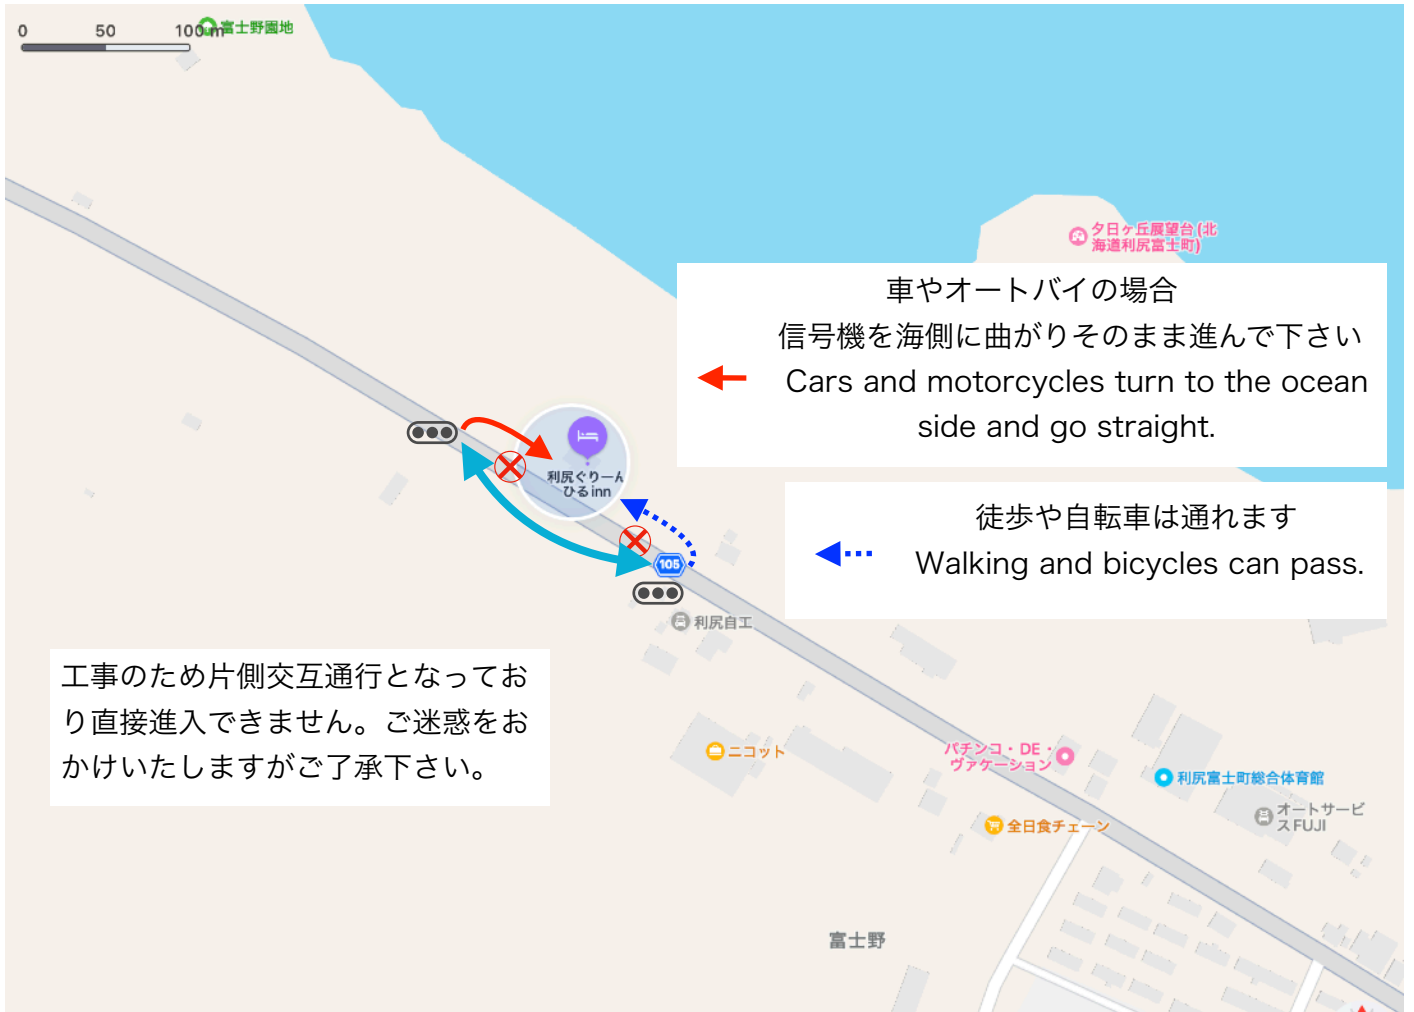 0 50 100 m
富士野園地
夕日ヶ丘展望台 (北
海道利尻富士町)
車やオートバイの場合
信号機を海側に曲がりそのまま進んで下さい
Cars and motorcycles turn to the ocean
side and go straight.
利尻ぐりーん
ひる inn
徒歩や自転車は通れます
Walking and bicycles can pass.
105
利尻自工
工事のため片側交互通行となってお
り直接進入できません。ご迷惑をお
かけいたしますがご了承下さい。
ニコット
パチンコ・DE・
ヴァケーション
利尻富士町総合体育館
オートサービ
スFUJI
全日食チェーン
富士野